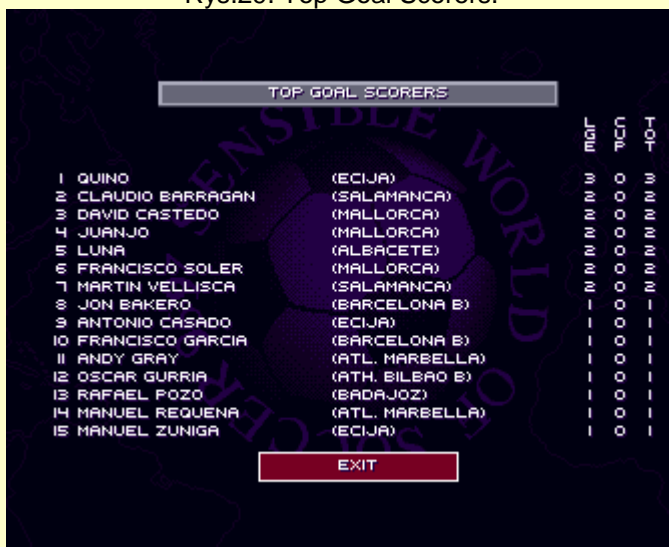 Rys.29. Top Goal Scorers.
TOP GOAL SCORERS
LGE CUP TOT
1 QUINO (ECIJA) 3 0 3
2 CLAUDIO BARRAGAN (SALAMANCA) 2 0 2
3 DAVID CASTEDO (MALLORCA) 2 0 2
4 JUANJO (MALLORCA) 2 0 2
5 LUNA (ALBACETE) 2 0 2
6 FRANCISCO SOLER (MALLORCA) 2 0 2
7 MARTIN VELLISCA (SALAMANCA) 2 0 2
8 JON BAKERO (BARCELONA B) 1 0 1
9 ANTONIO CASADO (ECIJA) 1 0 1
10 FRANCISCO GARCIA (BARCELONA B) 1 0 1
11 ANDY GRAY (ATL. MARBELLA) 1 0 1
12 OSCAR GURRIA (ATH. BILBAO B) 1 0 1
13 RAFAEL POZO (BADAJOZ) 1 0 1
14 MANUEL REQUENA (ATL. MARBELLA) 1 0 1
15 MANUEL ZUNIGA (ECIJA) 1 0 1
EXIT
SENSIBLE WORLD OF SOCCER